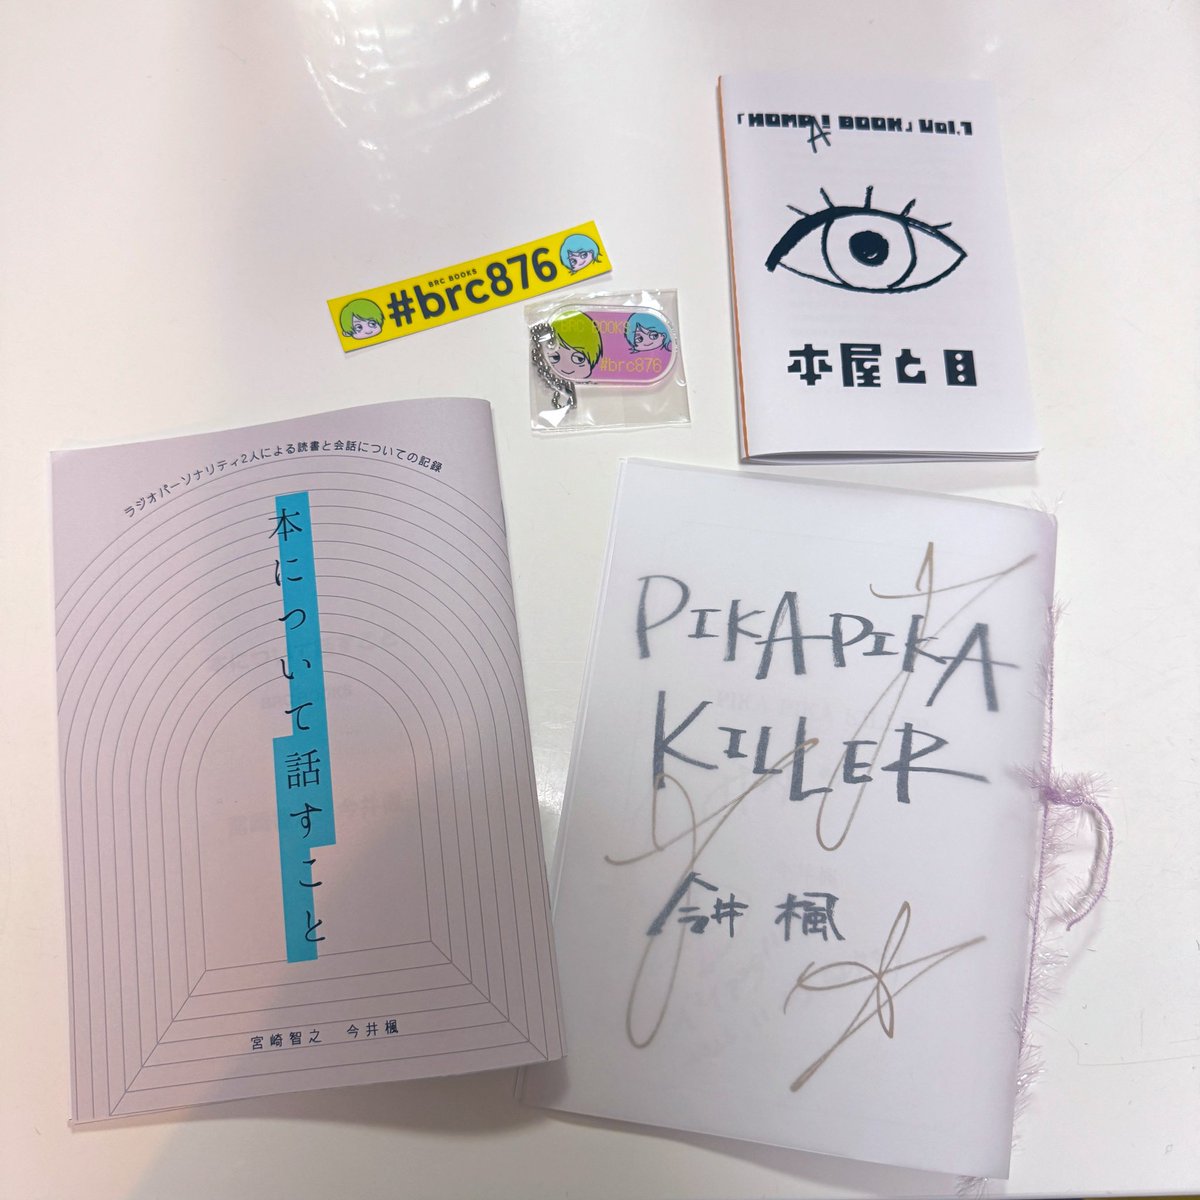 「HOMA! BOOK」Vol.1
A
本屋と目
BRC BOOKS
#brc876
BRC BOOKS
#brc876
ラジオパーソナリティ2人による読書と会話についての記録
本について話すこと
宮崎智之 今井楓
PIKAPIKA
KILLER
今井 楓